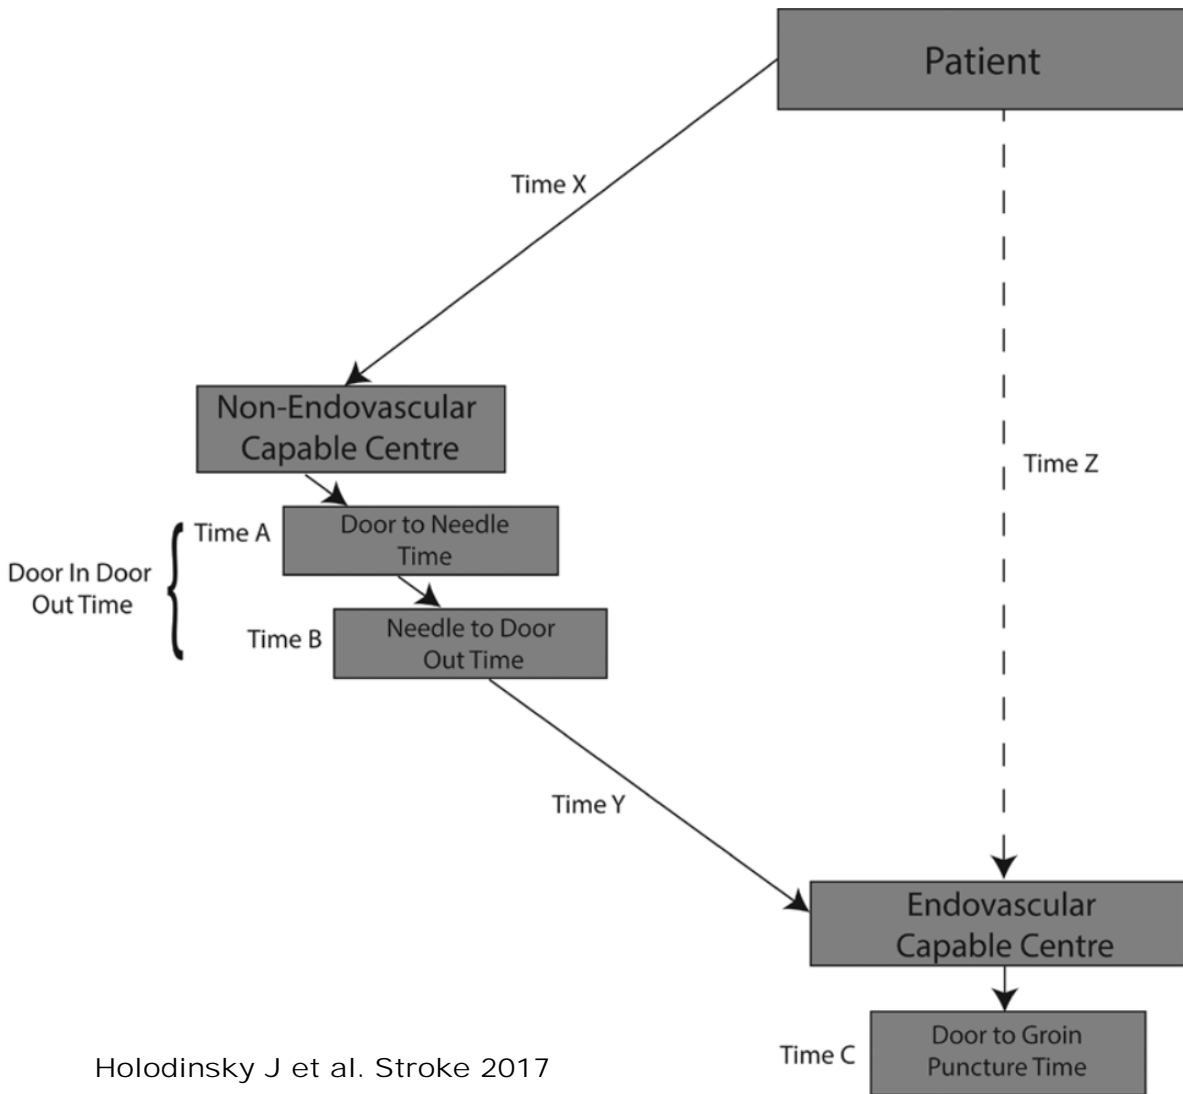 Patient
Time X
Non-Endovascular
Capable Centre
Time Z
Time A
Door to Needle
Time
Door In Door
Out Time
Time B
Needle to Door
Out Time
Time Y
Endovascular
Capable Centre
Time C
Door to Groin
Puncture Time
Holodinsky J et al. Stroke 2017